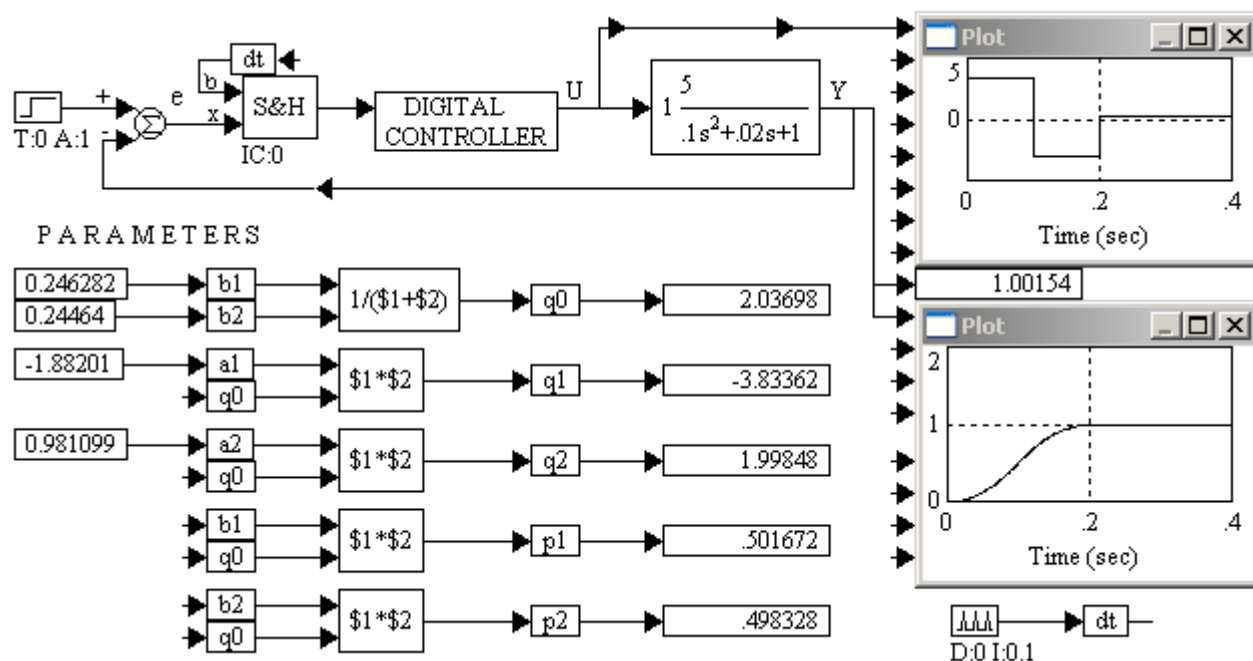 dt
b
e
x
+
-
Σ
T:0 A:1
S&H
IC:0
DIGITAL
CONTROLLER
U
1 5
.1s²+.02s+1
Y
Plot
5
0
0 .2 .4
Time (sec)
PARAMETERS
0.246282 b1
0.24464 b2
1/($1+$2) q0 2.03698
-1.88201 a1
q0
$1*$2 q1 -3.83362
0.981099 a2
q0
$1*$2 q2 1.99848
b1
q0
$1*$2 p1 .501672
b2
q0
$1*$2 p2 .498328
1.00154
Plot
2
1
0
0 .2 .4
Time (sec)
dt
D:0 I:0.1